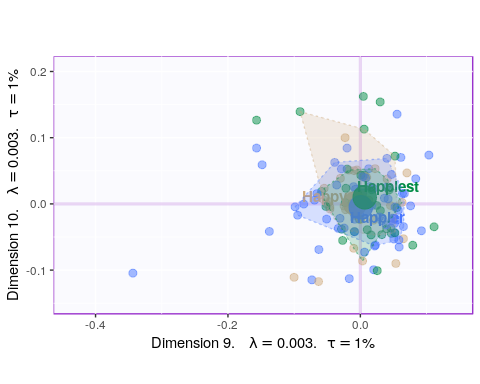 0.2
0.1
0.0
-0.1
-0.4
-0.2
0.0
Happiest
Happy
Happier
Dimension 9. λ = 0.003. τ = 1%
Dimension 10. λ = 0.003. τ = 1%